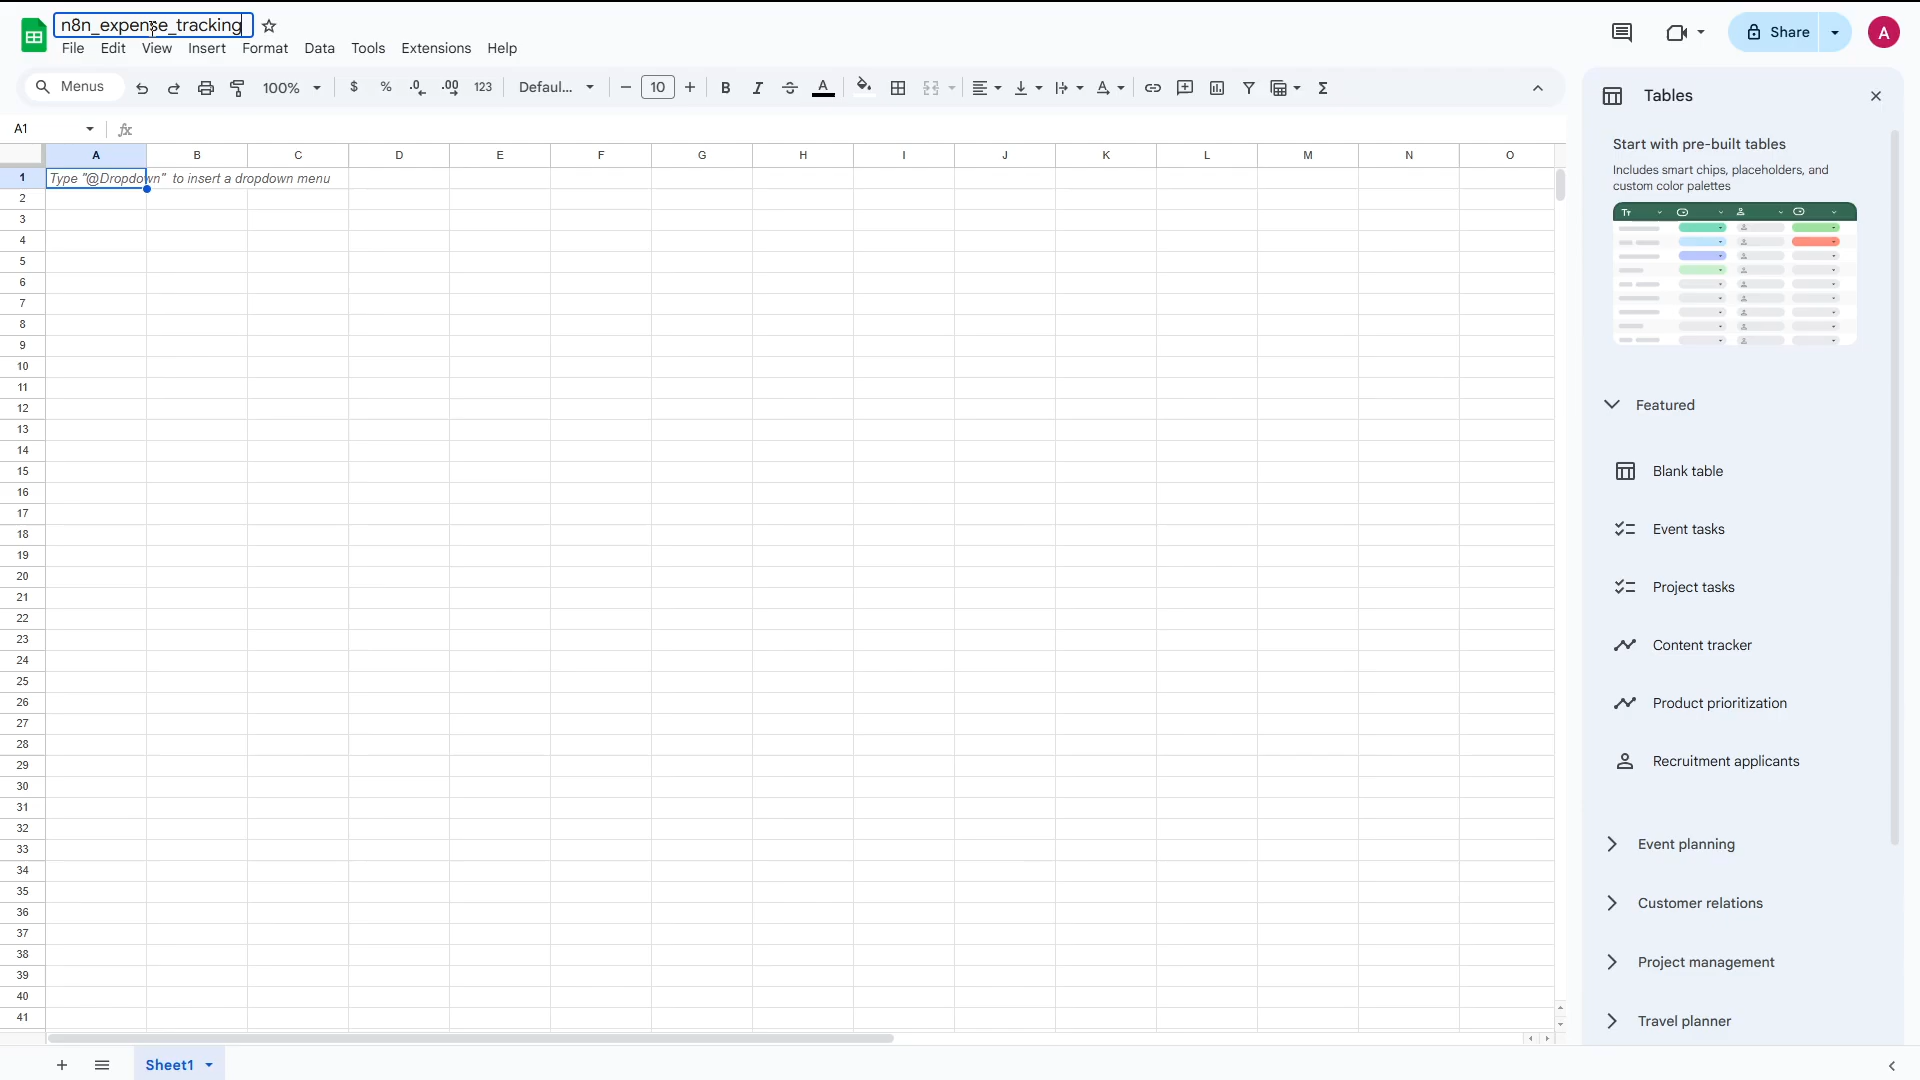 n8n_expense_tracking
File Edit View Insert Format Data Tools Extensions Help
Share
A
Menus
100%
$ % .0 .00 123
Defaul...
10
B I A
A1
fx
A B C D E F G H I J K L M N O
1 Type "@Dropdown" to insert a dropdown menu
2
3
4
5
6
7
8
9
10
11
12
13
14
15
16
17
18
19
20
21
22
23
24
25
26
27
28
29
30
31
32
33
34
35
36
37
38
39
40
41
Sheet1
Tables
Start with pre-built tables
Includes smart chips, placeholders, and
custom color palettes
Tт
Featured
Blank table
Event tasks
Project tasks
Content tracker
Product prioritization
Recruitment applicants
Event planning
Customer relations
Project management
Travel planner